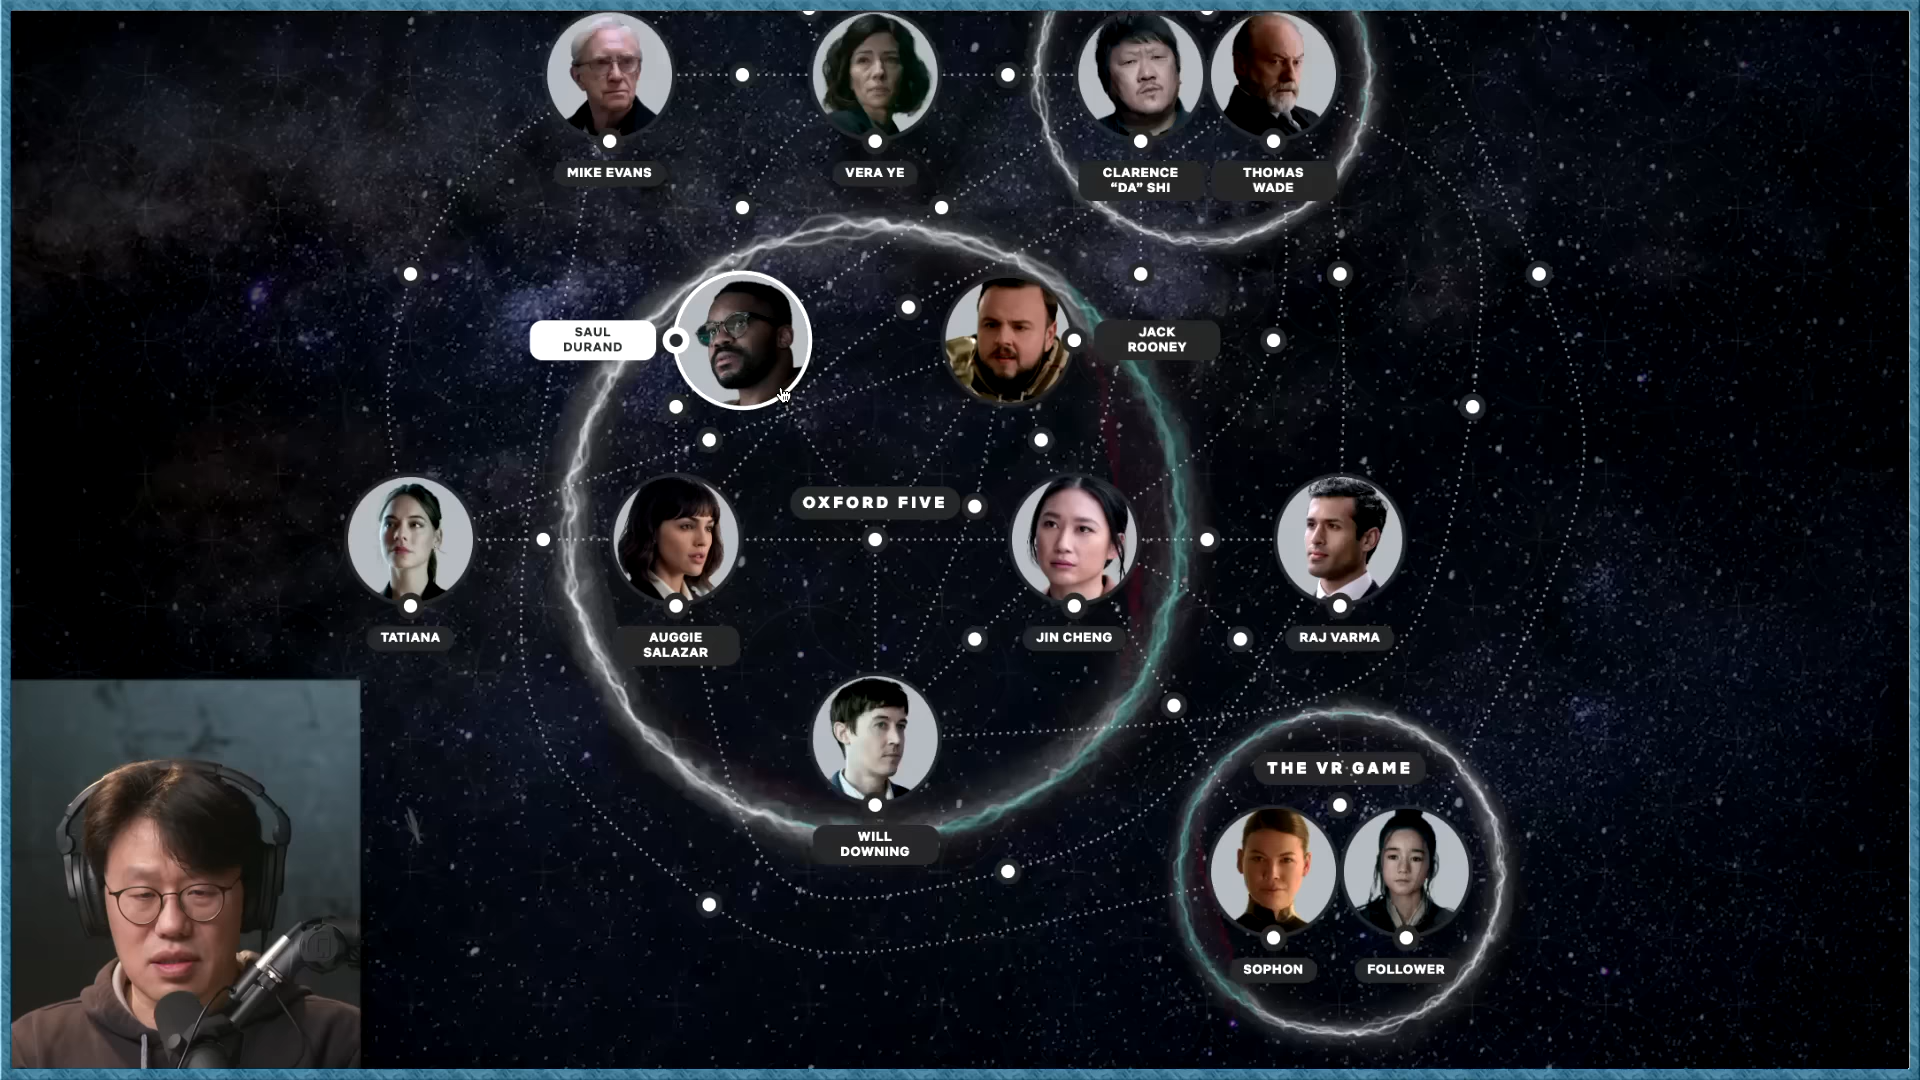 MIKE EVANS
VERA YE
CLARENCE
“DA” SHI
THOMAS
WADE
SAUL
DURAND
JACK
ROONEY
OXFORD FIVE
TATIANA
AUGGIE
SALAZAR
JIN CHENG
RAJ VARMA
WILL
DOWNING
THE VR GAME
SOPHON
FOLLOWER